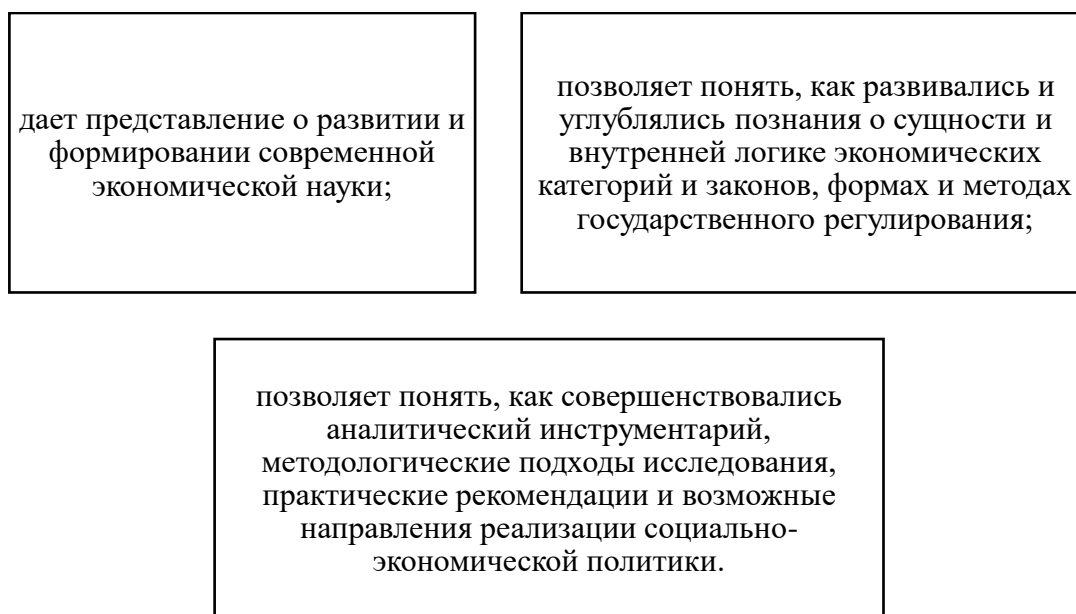 дает представление о развитии и
формировании современной
экономической науки;
позволяет понять, как развивались и
углублялись познания о сущности и
внутренней логике экономических
категорий и законов, формах и методах
государственного регулирования;
позволяет понять, как совершенствовались
аналитический инструментарий,
методологические подходы исследования,
практические рекомендации и возможные
направления реализации социально-
экономической политики.